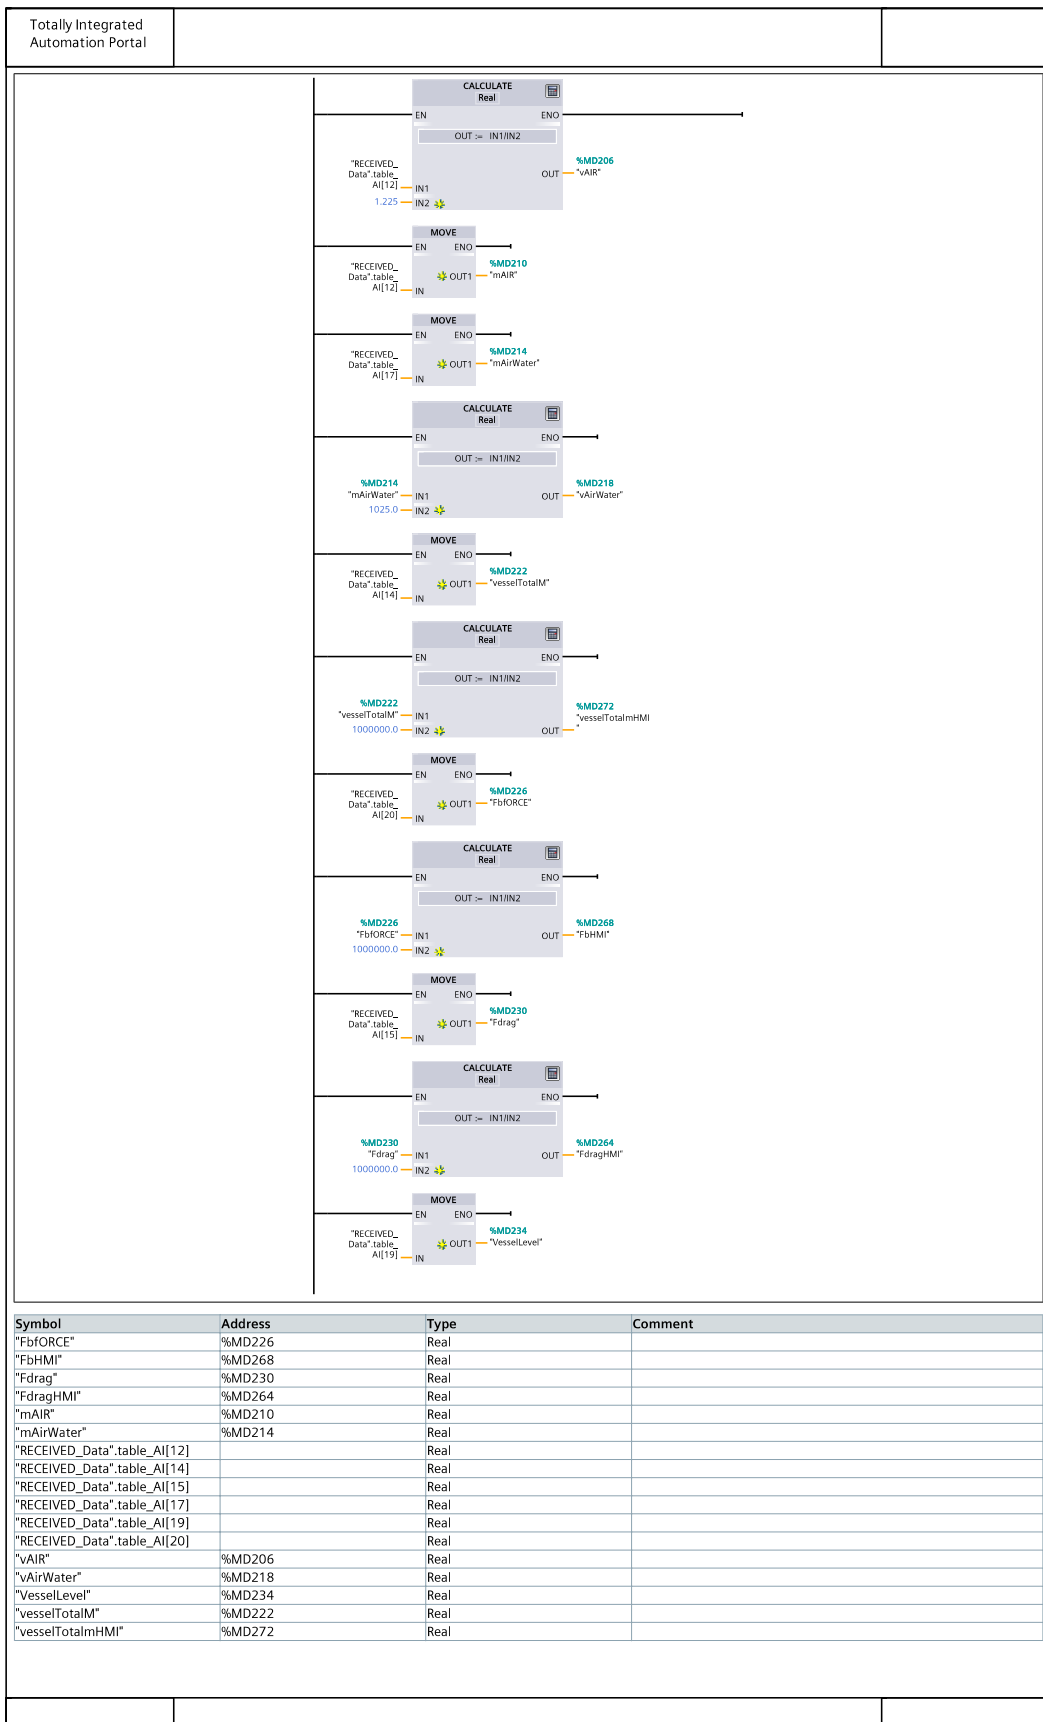 Totally Integrated
Automation Portal
CALCULATE
Real
EN ENO
OUT := IN1/IN2
"RECEIVED_
Data".table_
AI[12] IN1
1.225 IN2
%MD206
OUT "vAIR"
MOVE
EN ENO
"RECEIVED_
Data".table_
AI[12] IN
%MD210
OUT1 "mAIR"
MOVE
EN ENO
"RECEIVED_
Data".table_
AI[17] IN
%MD214
OUT1 "mAirWater"
CALCULATE
Real
EN ENO
OUT := IN1/IN2
%MD214
"mAirWater" IN1
1025.0 IN2
%MD218
OUT "vAirWater"
MOVE
EN ENO
"RECEIVED_
Data".table_
AI[14] IN
%MD222
OUT1 "vesselTotalM"
CALCULATE
Real
EN ENO
OUT := IN1/IN2
%MD222
"vesselTotalM" IN1
1000000.0 IN2
%MD272
"vesselTotalmHMI
OUT "
MOVE
EN ENO
"RECEIVED_
Data".table_
AI[20] IN
%MD226
OUT1 "FbfORCE"
CALCULATE
Real
EN ENO
OUT := IN1/IN2
%MD226
"FbfORCE" IN1
1000000.0 IN2
%MD268
OUT "FbHMI"
MOVE
EN ENO
"RECEIVED_
Data".table_
AI[15] IN
%MD230
OUT1 "Fdrag"
CALCULATE
Real
EN ENO
OUT := IN1/IN2
%MD230
"Fdrag" IN1
1000000.0 IN2
%MD264
OUT "FdragHMI"
MOVE
EN ENO
"RECEIVED_
Data".table_
AI[19] IN
%MD234
OUT1 "VesselLevel"
Symbol Address Type Comment
"FbfORCE" %MD226 Real
"FbHMI" %MD268 Real
"Fdrag" %MD230 Real
"FdragHMI" %MD264 Real
"mAIR" %MD210 Real
"mAirWater" %MD214 Real
"RECEIVED_Data".table_AI[12] Real
"RECEIVED_Data".table_AI[14] Real
"RECEIVED_Data".table_AI[15] Real
"RECEIVED_Data".table_AI[17] Real
"RECEIVED_Data".table_AI[19] Real
"RECEIVED_Data".table_AI[20] Real
"vAIR" %MD206 Real
"vAirWater" %MD218 Real
"VesselLevel" %MD234 Real
"vesselTotalM" %MD222 Real
"vesselTotalmHMI" %MD272 Real